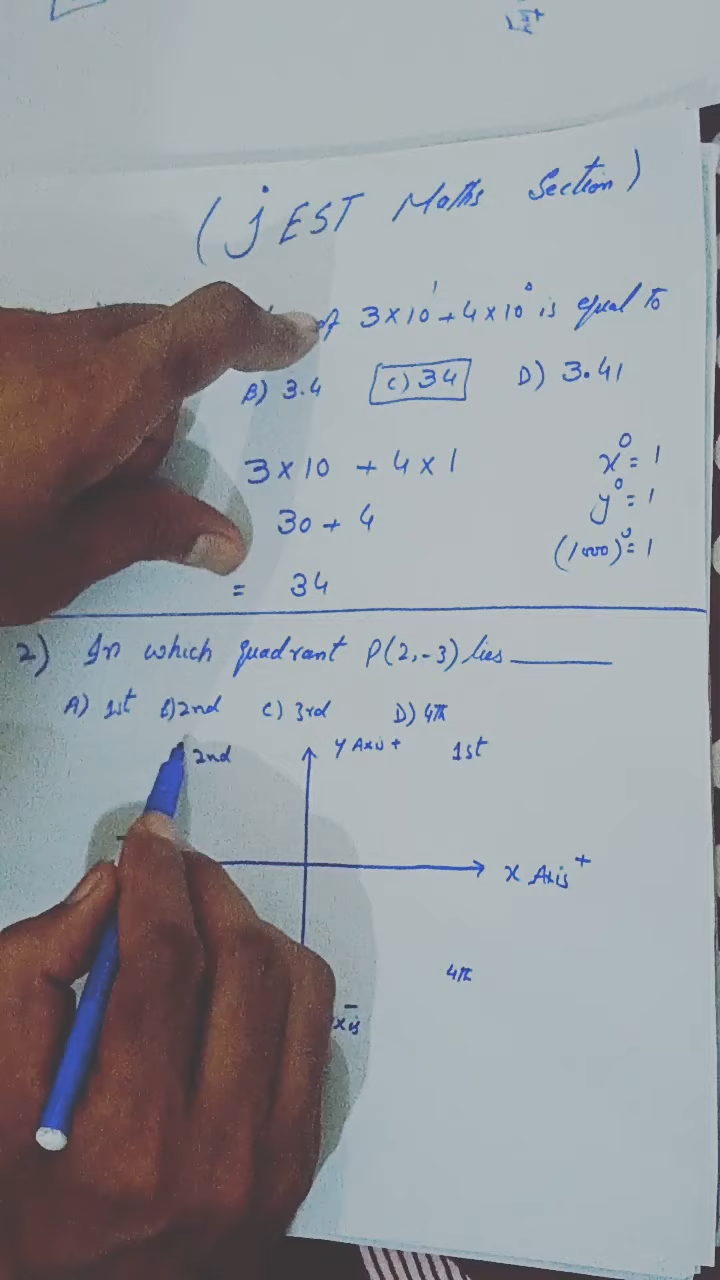 (jEST Maths Section)
of 3×10¹+4×10⁰ is equal to
B) 3.4 C) 34 D) 3.41
3×10 + 4×1 x⁰=1
30+4 y⁰=1
(1000)⁰=1
= 34
2) In which quadrant P(2,-3) lies ______
A) 1st B) 2nd C) 3rd D) 4th
2nd Y Axis + 1st
X Axis +
4th
xis -